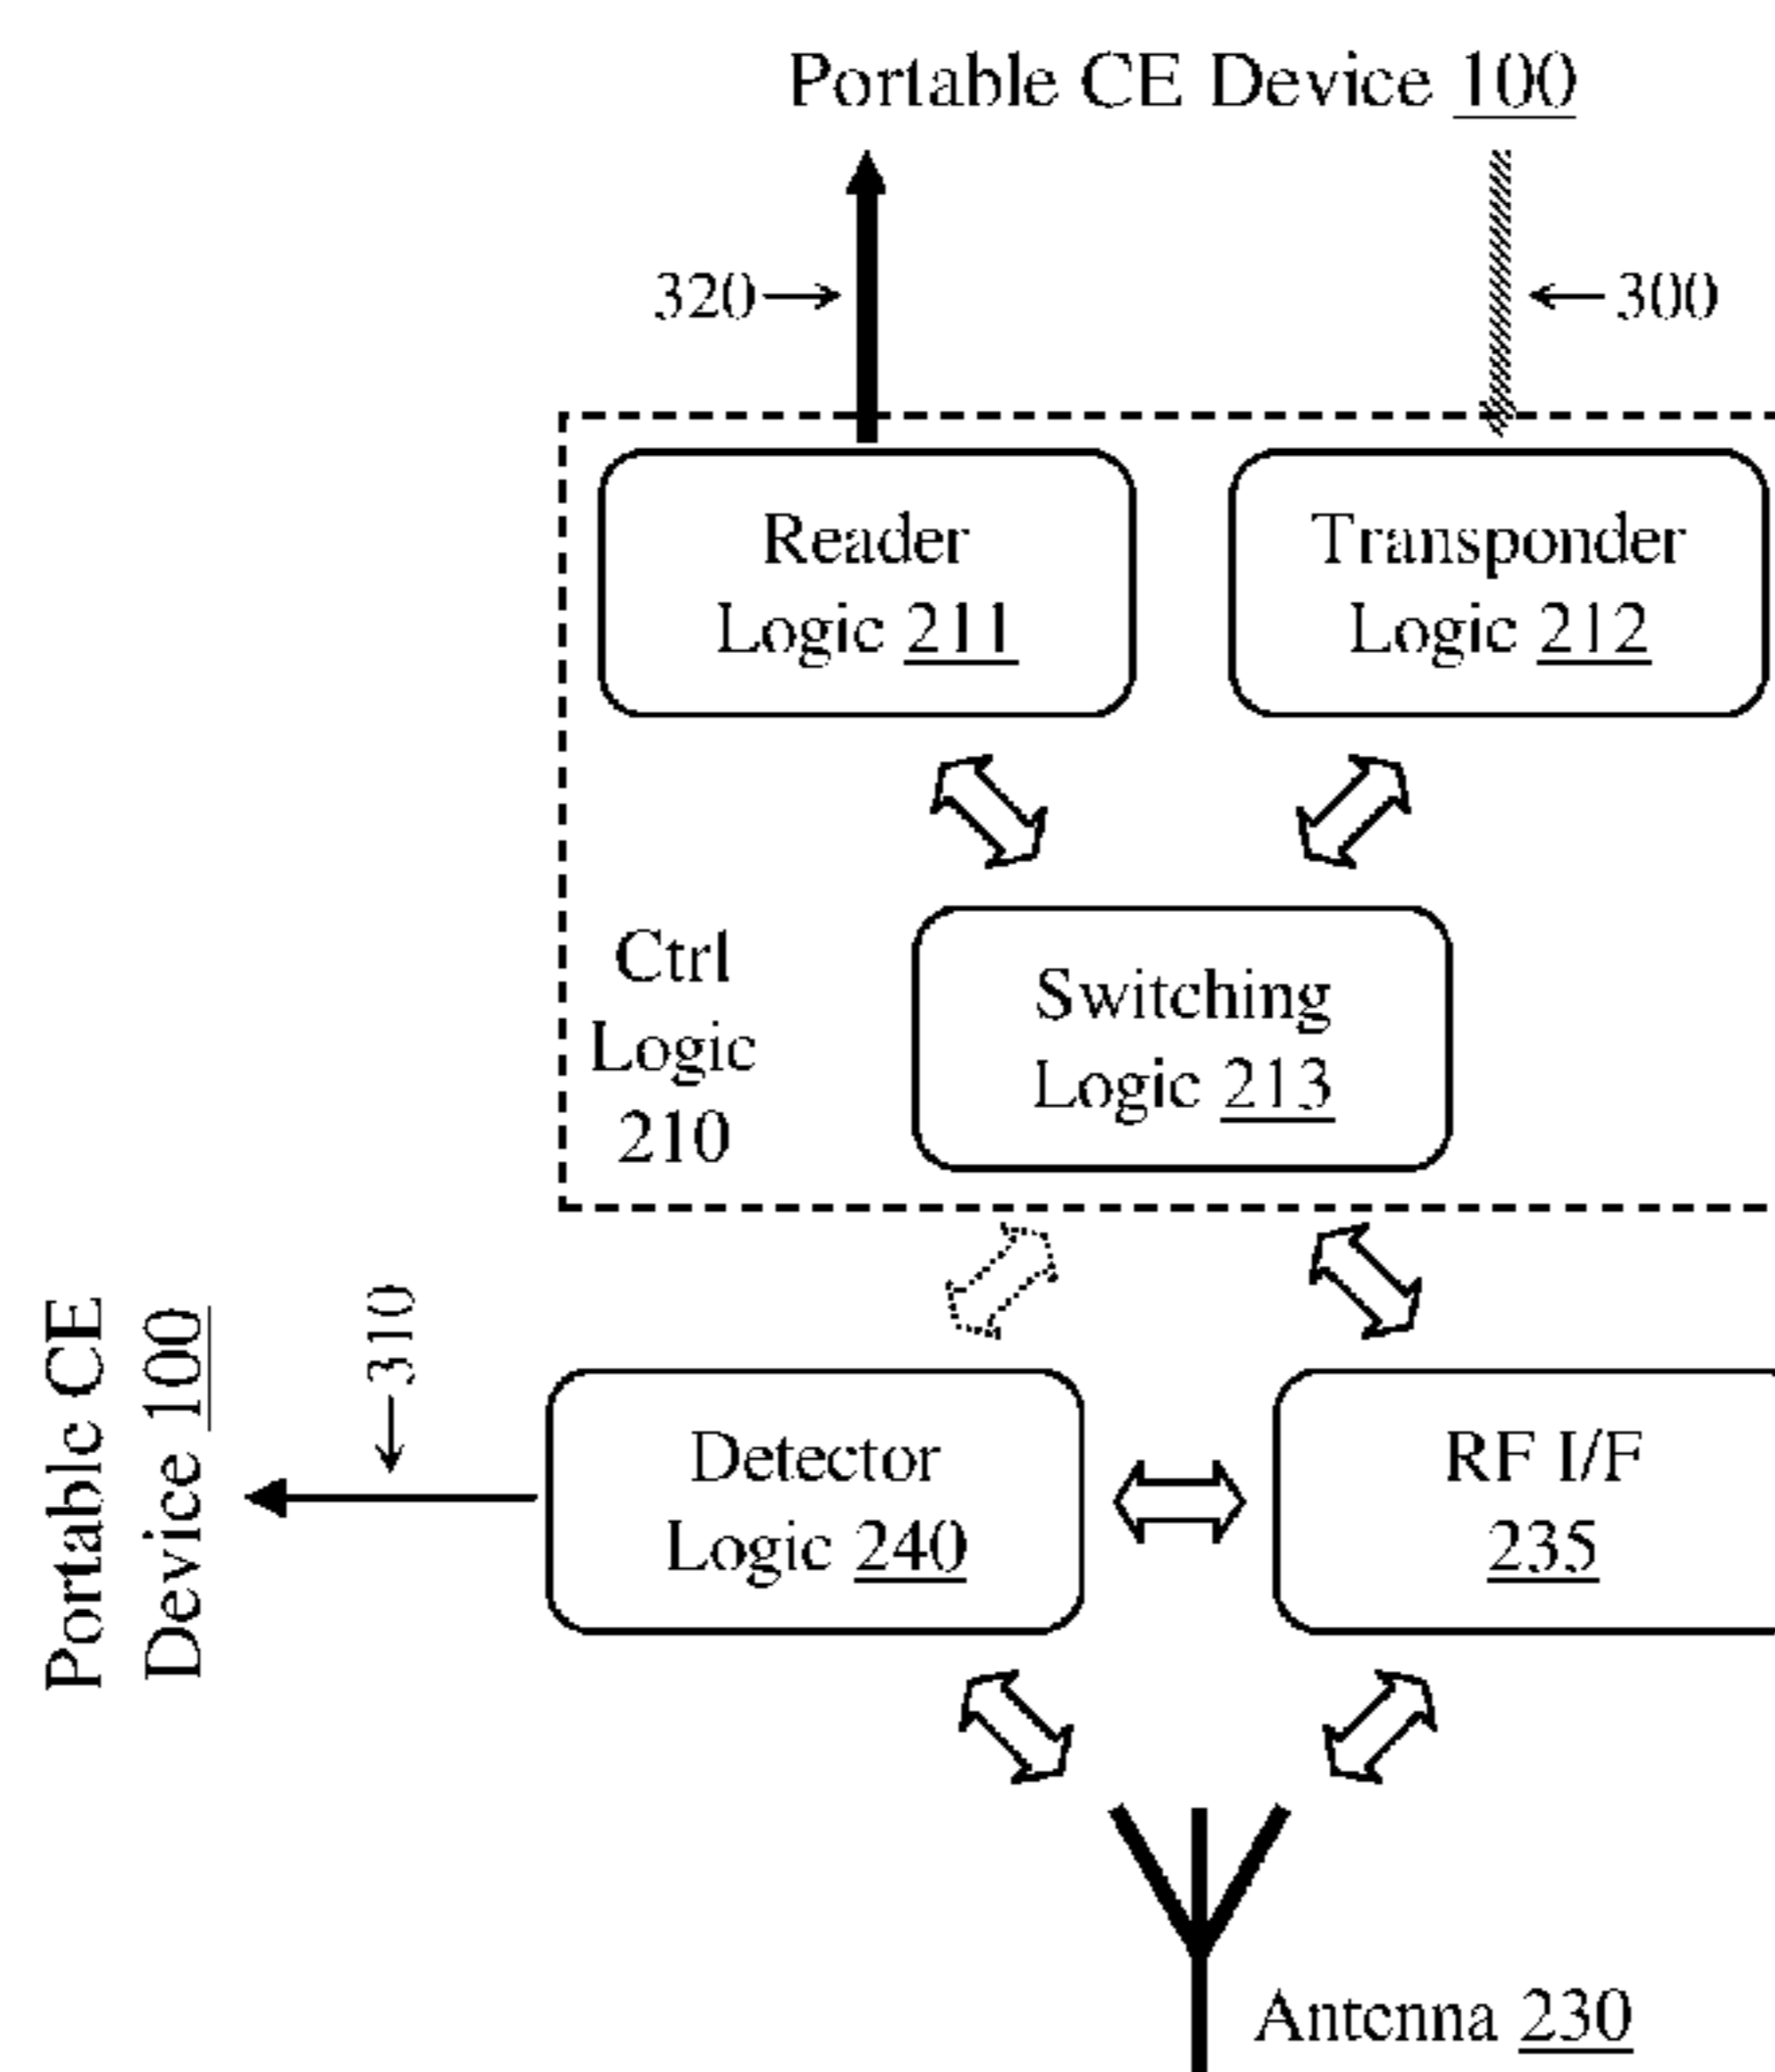 Portable CE Device 100
320
300
Reader
Logic 211
Transponder
Logic 212
Ctrl
Logic
210
Switching
Logic 213
Portable CE
Device 100
310
Detector
Logic 240
RF I/F
235
Antenna 230